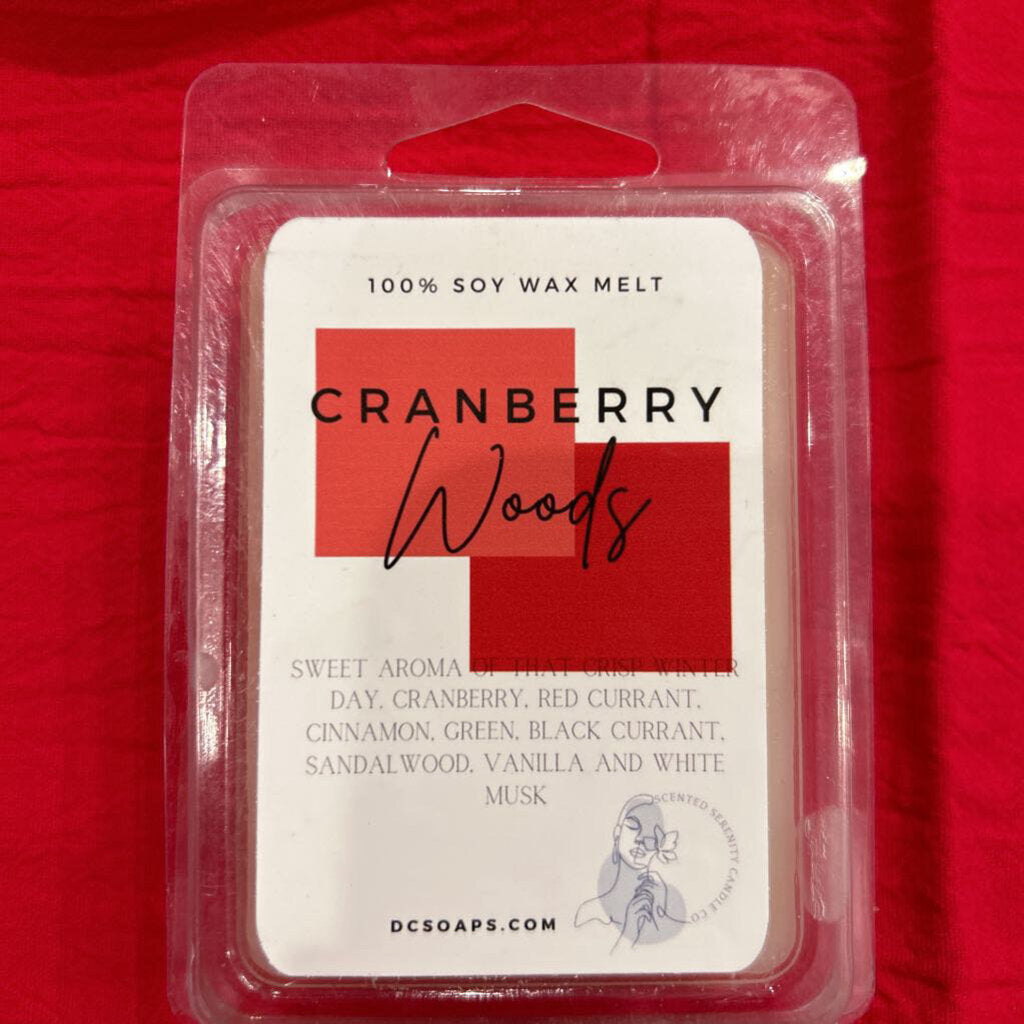 100% SOY WAX MELT
CRANBERRY
Woods
SWEET AROMA OF THAT CRISP WINTER
DAY, CRANBERRY, RED CURRANT,
CINNAMON, GREEN, BLACK CURRANT,
SANDALWOOD, VANILLA AND WHITE
MUSK
SCENTED SERENITY CANDLE CO
DCSOAPS.COM